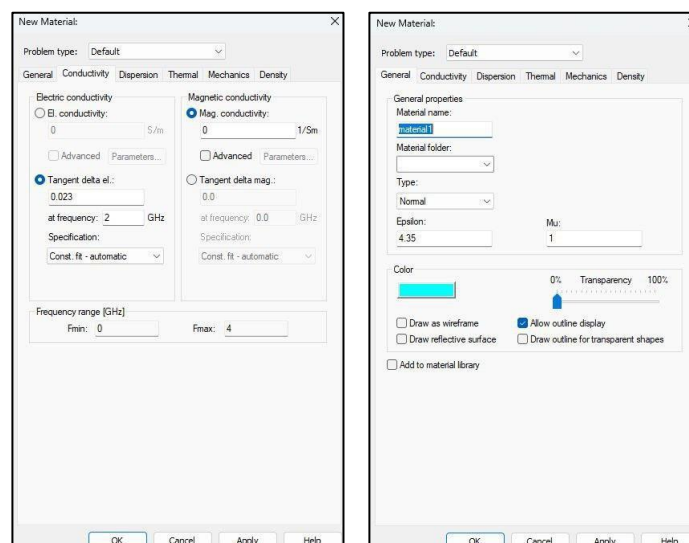 New Material:
Problem type: Default
General Conductivity Dispersion Thermal Mechanics Density
Electric conductivity
El. conductivity:
0 S/m
Advanced Parameters...
Tangent delta el.:
0.023
at frequency: 2 GHz
Specification:
Const. fit - automatic
Magnetic conductivity
Mag. conductivity:
0 1/Sm
Advanced Parameters...
Tangent delta mag.:
0.0
at frequency: 0.0 GHz
Specification:
Const. fit - automatic
Frequency range [GHz]
Fmin: 0 Fmax: 4
OK Cancel Apply Help
New Material:
Problem type: Default
General Conductivity Dispersion Thermal Mechanics Density
General properties
Material name:
material1
Material folder:
Type:
Normal
Epsilon: Mu:
4.35 1
Color
0% Transparency 100%
Draw as wireframe Allow outline display
Draw reflective surface Draw outline for transparent shapes
Add to material library
OK Cancel Apply Help